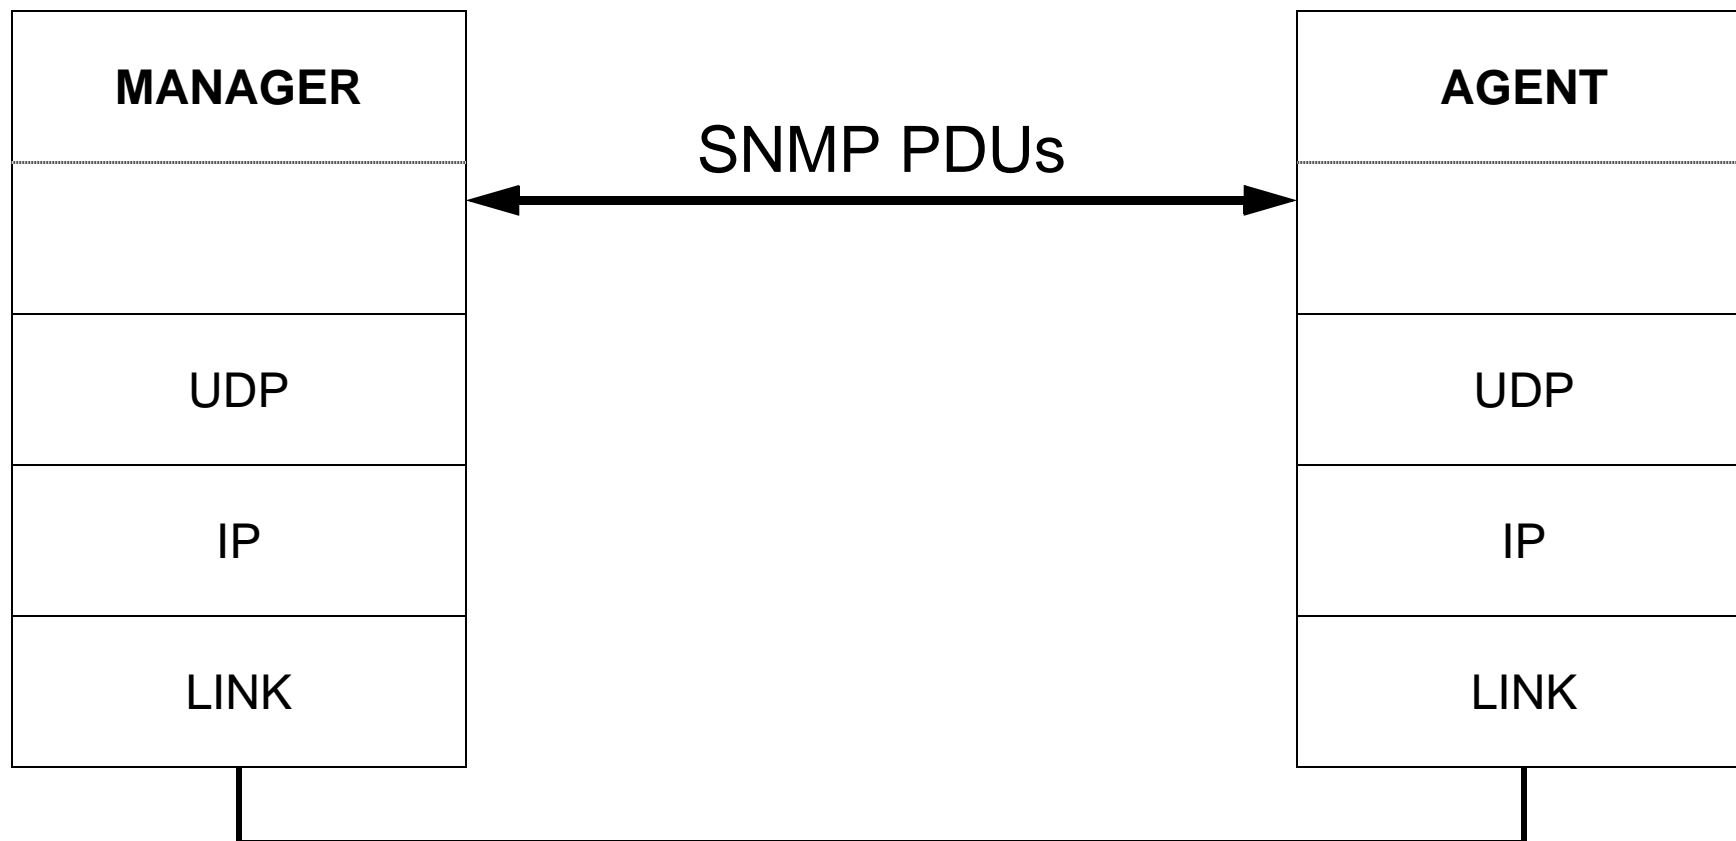 MANAGER
AGENT
SNMP PDUs
UDP
UDP
IP
IP
LINK
LINK